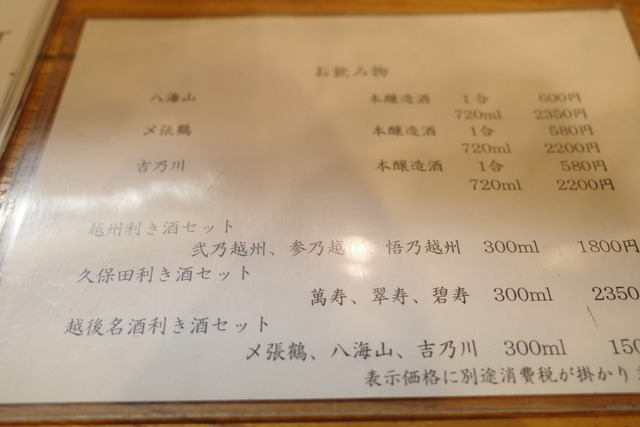 お飲み物
八海山 本醸造酒 1合 600円
720ml 2350円
〆張鶴 本醸造酒 1合 580円
720ml 2200円
吉乃川 本醸造酒 1合 580円
720ml 2200円
越州利き酒セット
弐乃越州、参乃越 悟乃越州 300ml 1800円
久保田利き酒セット
萬寿、翠寿、碧寿 300ml 2350
越後名酒利き酒セット
〆張鶴、八海山、吉乃川 300ml 150
表示価格に別途消費税が掛かり